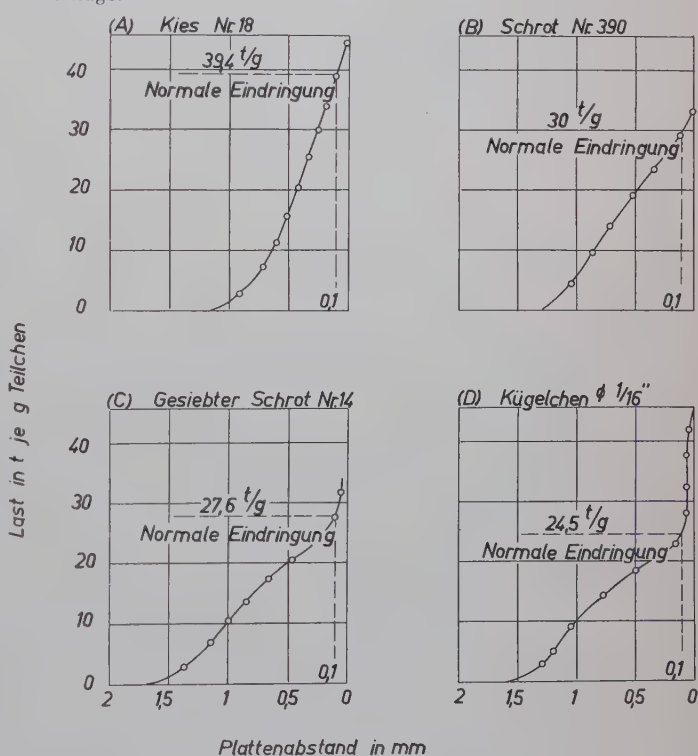 (A) Kies Nr. 18
(B) Schrot Nr. 390
40
30
20
10
0
39,4 t/g
Normale Eindringung
0,1
30 t/g
Normale Eindringung
0,1
Last in t je g Teilchen
(C) Gesiebter Schrot Nr. 14
(D) Kügelchen ϕ 1/16"
40
30
20
10
0
27,6 t/g
Normale Eindringung
0,1
24,5 t/g
Normale Eindringung
0,1
2 1,5 1 0,5 0
2 1,5 1 0,5 0
Plattenabstand in mm